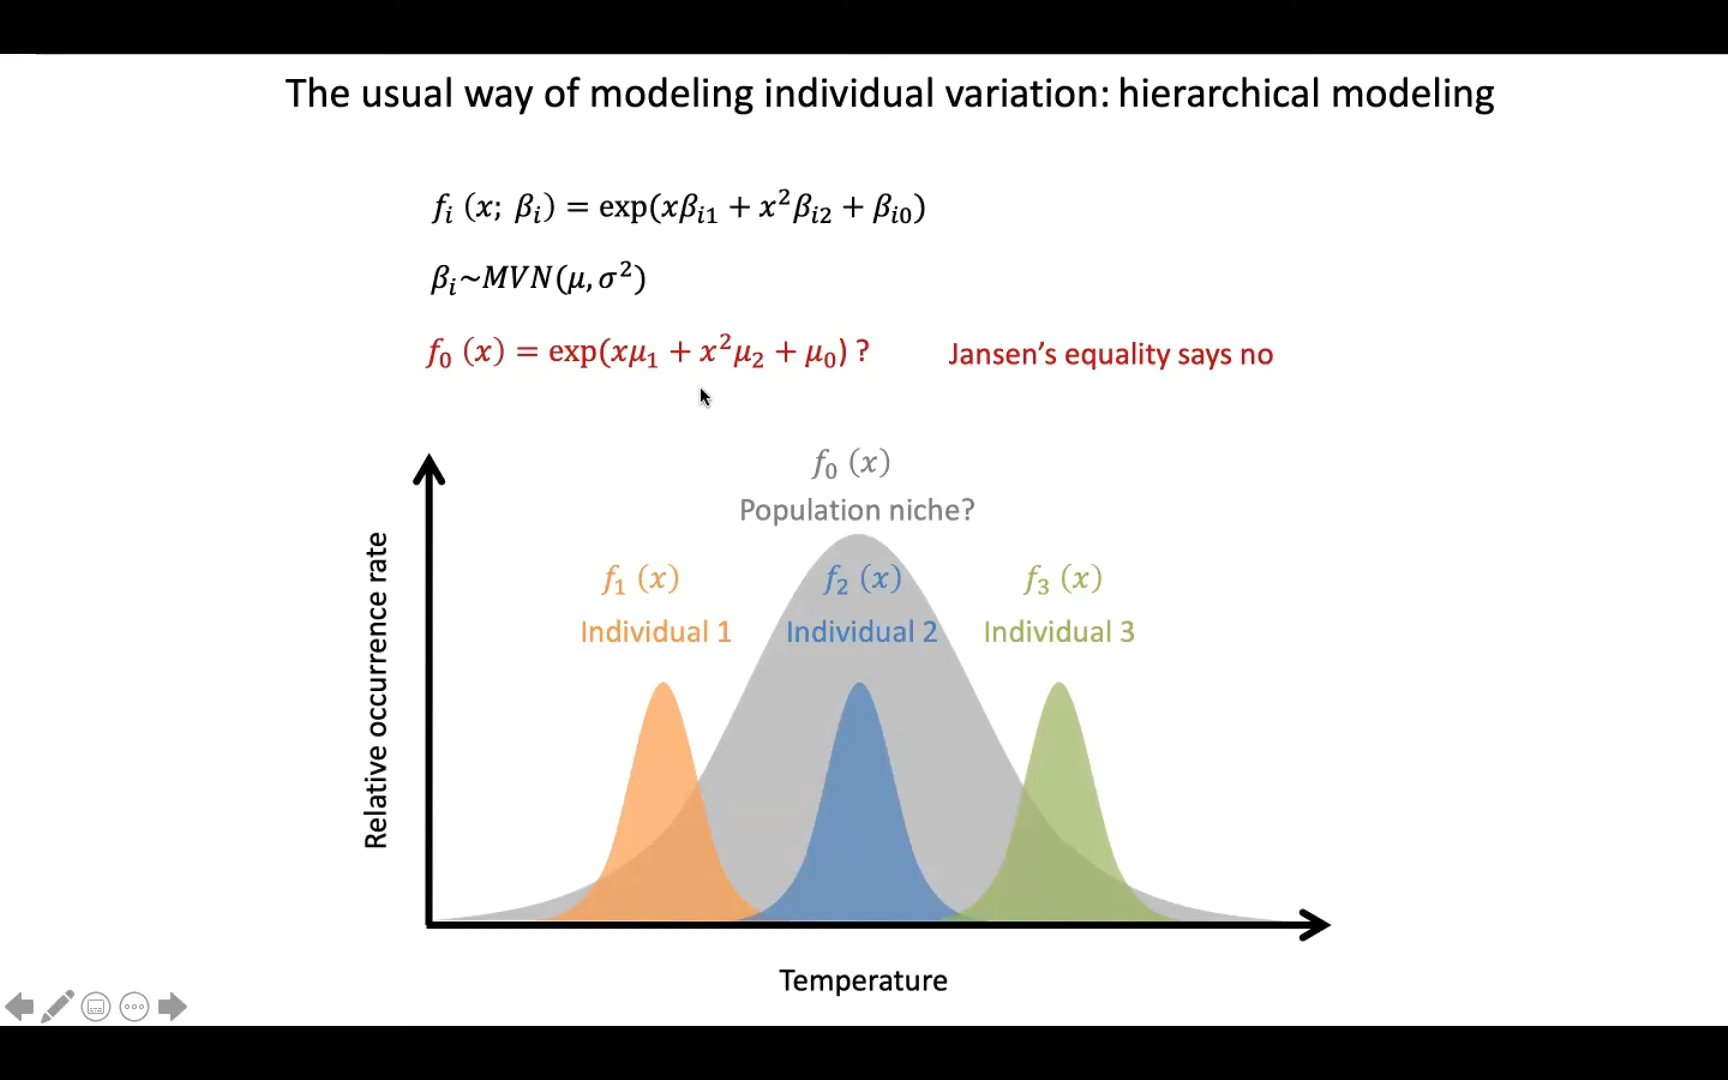 The usual way of modeling individual variation: hierarchical modeling
fᵢ (x; βᵢ) = exp(xβᵢ₁ + x²βᵢ₂ + βᵢ₀)
βᵢ~MVN(μ, σ²)
f₀ (x) = exp(xμ₁ + x²μ₂ + μ₀) ? Jansen’s equality says no
f₀ (x)
Population niche?
f₁ (x) f₂ (x) f₃ (x)
Individual 1 Individual 2 Individual 3
Relative occurrence rate
Temperature